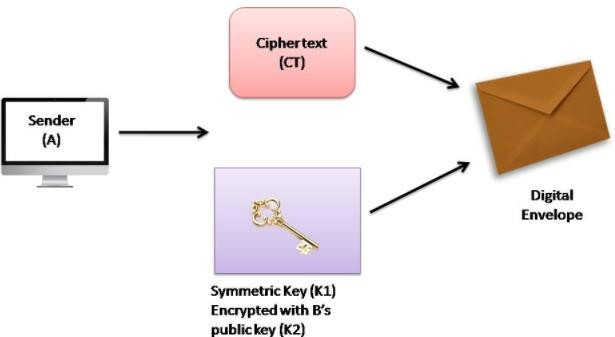 Sender
(A)
Ciphertext
(CT)
Symmetric Key (K1)
Encrypted with B's
public key (K2)
Digital
Envelope